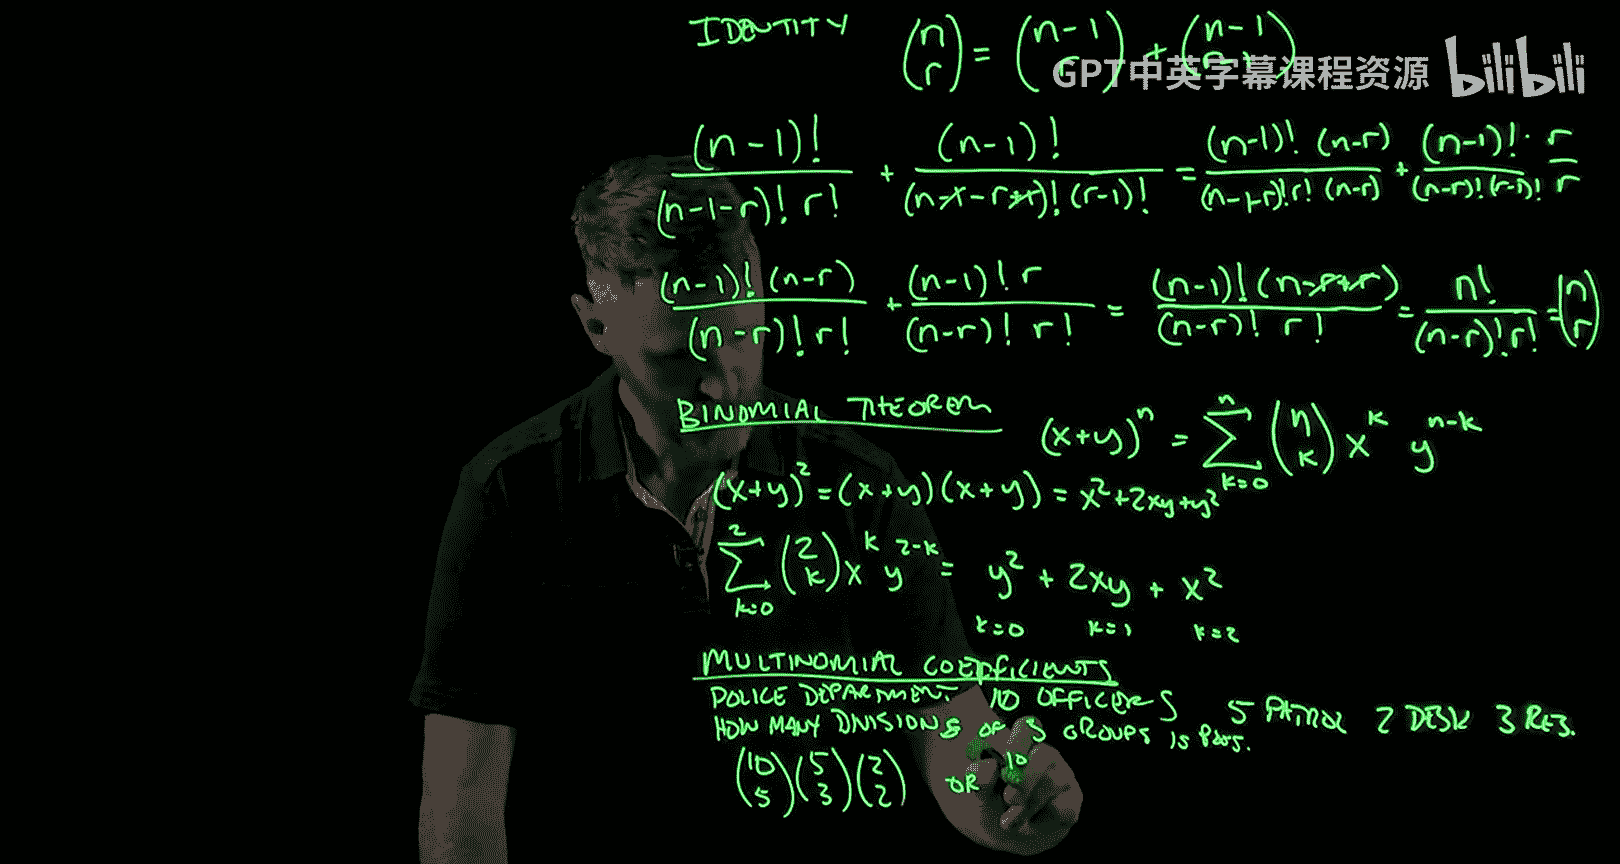 IDENTITY (n r) = (n-1 r) + (n-1 r-1)
GPT中英字幕课程资源 bilibili
(n-1)! / (n-1-r)! r! + (n-1)! / (n-1-r+1)! (r-1)! = (n-1)! (n-r) / (n-1-r)! r! (n-r) + (n-1)! · r / (n-r)! (r-1)! r
(n-1)! (n-r) / (n-r)! r! + (n-1)! r / (n-r)! r! = (n-1)! (n-r+r) / (n-r)! r! = n! / (n-r)! r! = (n r)
BINOMIAL THEOREM (x+y)^n = ∑_{k=0}^{n} (n k) x^k y^{n-k}
(x+y)^2 = (x+y)(x+y) = x^2+2xy+y^2
∑_{k=0}^{2} (2 k) x^k y^{2-k} = y^2 + 2xy + x^2
k=0 k=1 k=2
MULTINOMIAL COEFFICIENTS
POLICE DEPARTMENT 10 OFFICERS 5 PATROL 2 DESK 3 RES.
HOW MANY DIVISIONS OF 3 GROUPS IS POSS.
(10 5) (5 3) (2 2) OR 10